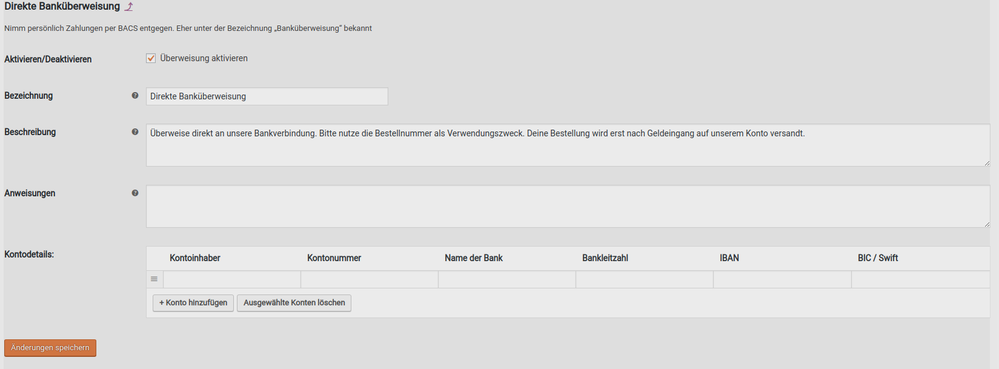 Direkte Banküberweisung
Nimm persönlich Zahlungen per BACS entgegen. Eher unter der Bezeichnung „Banküberweisung“ bekannt
Aktivieren/Deaktivieren Überweisung aktivieren
Bezeichnung Direkte Banküberweisung
Beschreibung Überweise direkt an unsere Bankverbindung. Bitte nutze die Bestellnummer als Verwendungszweck. Deine Bestellung wird erst nach Geldeingang auf unserem Konto versandt.
Anweisungen
Kontodetails: Kontoinhaber Kontonummer Name der Bank Bankleitzahl IBAN BIC / Swift
+ Konto hinzufügen Ausgewählte Konten löschen
Änderungen speichern